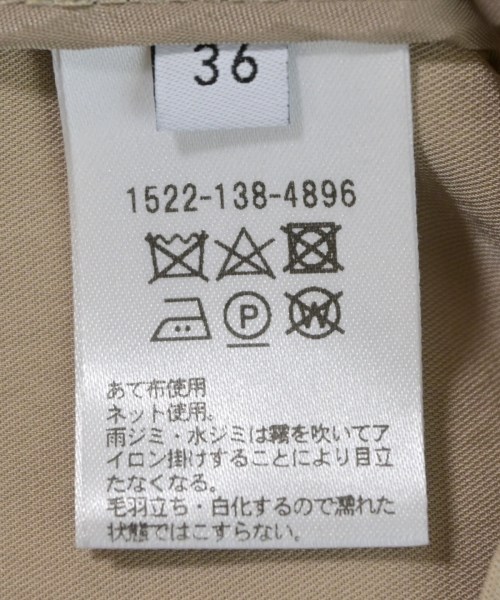 36
1522-138-4896
P
W
あて布使用
ネット使用。
雨ジミ・水ジミは霧を吹いてア
イロン掛けすることにより目立
たなくなる。
毛羽立ち・白化するので濡れた
状態ではこすらない。